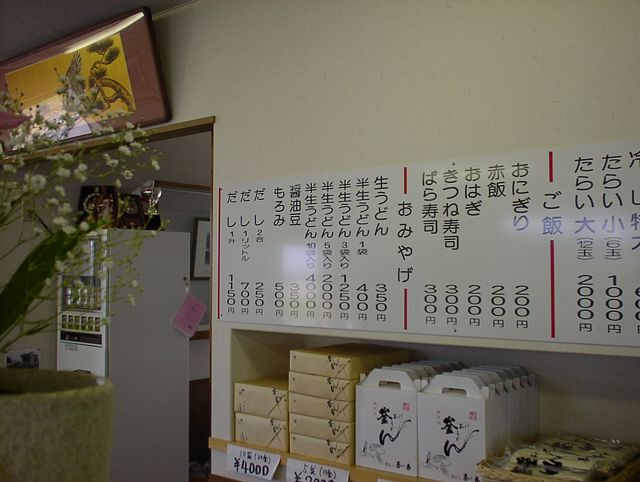 冷し特大
たらい小(6玉) 1000円
たらい大(12玉) 2000円
ご飯
おにぎり 200円
赤飯 200円
おはぎ 200円
きつね寿司 300円
ばら寿司 300円
おみやげ
生うどん 350円
半生うどん1袋 400円
半生うどん3袋入り 1250円
半生うどん5袋入り 2000円
半生うどん10袋入り 4000円
醤油豆 350円
もろみ 500円
だし2合 250円
だし1リットル 700円
だし1升 1150円
¥4000
5袋
釜
釜